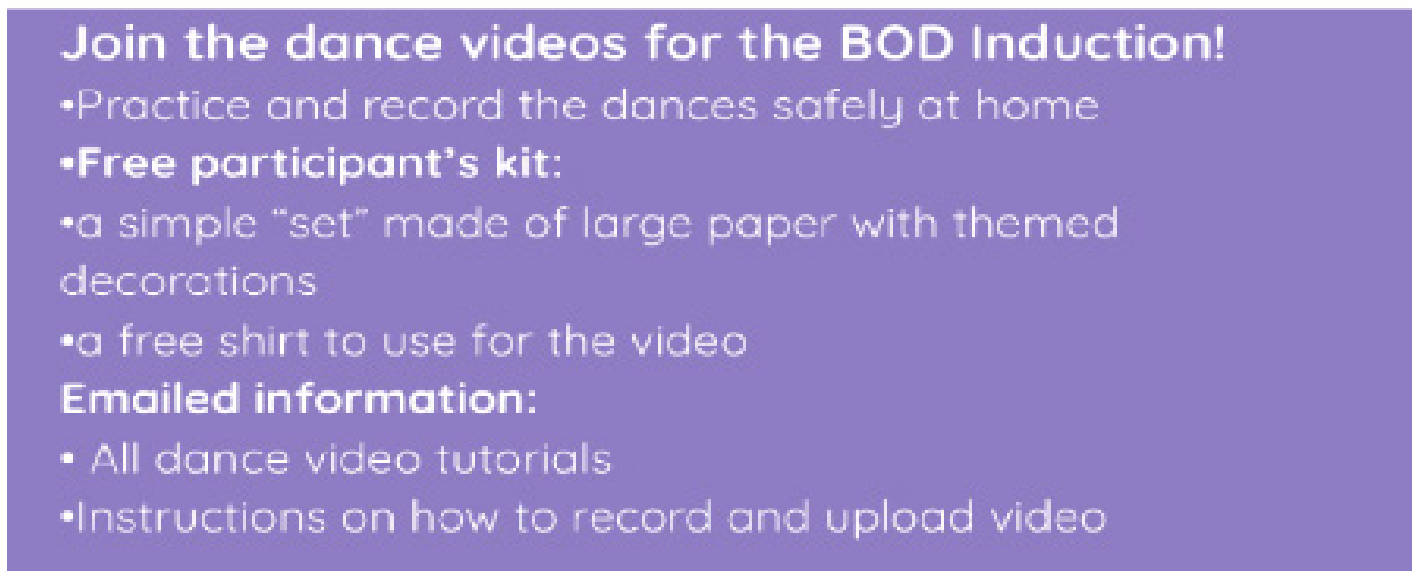 Join the dance videos for the BOD Induction!
•Practice and record the dances safely at home
•Free participant’s kit:
•a simple “set” made of large paper with themed
decorations
•a free shirt to use for the video
Emailed information:
• All dance video tutorials
•Instructions on how to record and upload video